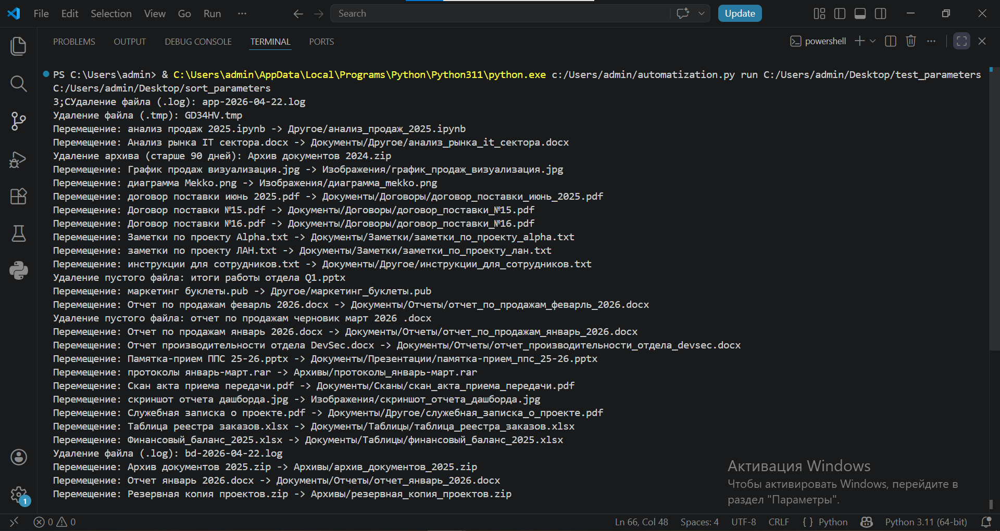 File Edit Selection View Go Run ... Search Update
PROBLEMS OUTPUT DEBUG CONSOLE TERMINAL PORTS powershell
PS C:\Users\admin> & C:\Users\admin\AppData\Local\Programs\Python\Python311\python.exe c:/Users/admin/automatization.py run C:/Users/admin/Desktop/test_parameters
C:/Users/admin/Desktop/sort_parameters
3;СУдаление файла (.log): app-2026-04-22.log
Удаление файла (.tmp): GD34HV.tmp
Перемещение: анализ продаж 2025.ipynb -> Другое/анализ_продаж_2025.ipynb
Перемещение: Анализ рынка IT сектора.docx -> Документы/Другое/анализ_рынка_it_сектора.docx
Удаление архива (старше 90 дней): Архив документов 2024.zip
Перемещение: График продаж визуализация.jpg -> Изображения/график_продаж_визуализация.jpg
Перемещение: диаграмма Mekko.png -> Изображения/диаграмма_mekko.png
Перемещение: договор поставки июнь 2025.pdf -> Документы/Договоры/договор_поставки_июнь_2025.pdf
Перемещение: Договор поставки №15.pdf -> Документы/Договоры/договор_поставки_№15.pdf
Перемещение: Договор поставки №16.pdf -> Документы/Договоры/договор_поставки_№16.pdf
Перемещение: Заметки по проекту Alpha.txt -> Документы/Заметки/заметки_по_проекту_alpha.txt
Перемещение: заметки по проекту ЛАН.txt -> Документы/Заметки/заметки_по_проекту_лан.txt
Перемещение: инструкции для сотрудников.txt -> Документы/Другое/инструкции_для_сотрудников.txt
Удаление пустого файла: итоги работы отдела Q1.pptx
Перемещение: маркетинг буклеты.pub -> Другое/маркетинг_буклеты.pub
Перемещение: Отчет по продажам феварль 2026.docx -> Документы/Отчеты/отчет_по_продажам_феварль_2026.docx
Удаление пустого файла: отчет по продажам черновик март 2026 .docx
Перемещение: Отчет по продажам январь 2026.docx -> Документы/Отчеты/отчет_по_продажам_январь_2026.docx
Перемещение: Отчет производительности отдела DevSec.docx -> Документы/Отчеты/отчет_производительности_отдела_devsec.docx
Перемещение: Памятка-прием ППС 25-26.pptx -> Документы/Презентации/памятка-прием_ппс_25-26.pptx
Перемещение: протоколы январь-март.rar -> Архивы/протоколы_январь-март.rar
Перемещение: Скан акта приема передачи.pdf -> Документы/Сканы/скан_акта_приема_передачи.pdf
Перемещение: скриншот отчета дашборда.jpg -> Изображения/скриншот_отчета_дашборда.jpg
Перемещение: Служебная записка о проекте.pdf -> Документы/Другое/служебная_записка_о_проекте.pdf
Перемещение: Таблица реестра заказов.xlsx -> Документы/Таблицы/таблица_реестра_заказов.xlsx
Перемещение: Финансовый_баланс_2025.xlsx -> Документы/Таблицы/финансовый_баланс_2025.xlsx
Удаление файла (.log): bd-2026-04-22.log
Перемещение: Архив документов 2025.zip -> Архивы/архив_документов_2025.zip
Перемещение: Отчет январь 2026.docx -> Документы/Отчеты/отчет_январь_2026.docx
Перемещение: Резервная копия проектов.zip -> Архивы/резервная_копия_проектов.zip
Активация Windows
Чтобы активировать Windows, перейдите в
раздел "Параметры".
1
0 0 Ln 66, Col 48 Spaces: 4 UTF-8 CRLF { } Python Python 3.11 (64-bit)